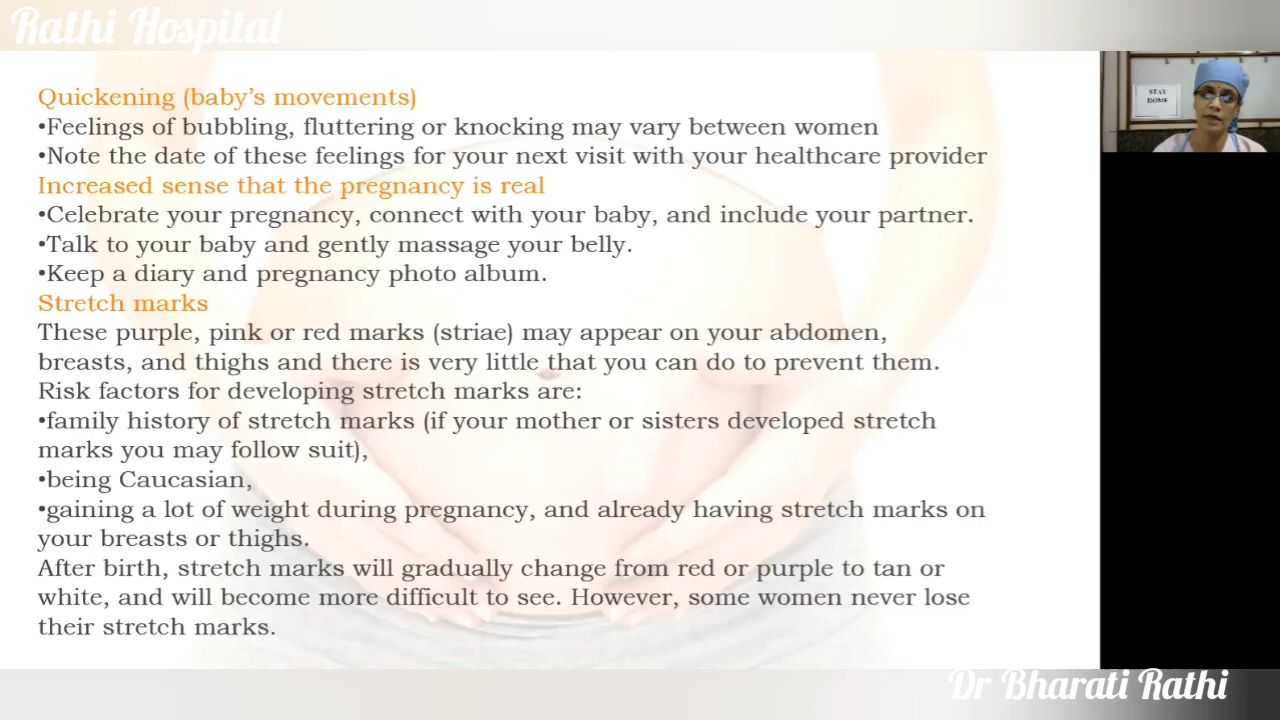 Rathi Hospital
Quickening (baby's movements)
•Feelings of bubbling, fluttering or knocking may vary between women
•Note the date of these feelings for your next visit with your healthcare provider
Increased sense that the pregnancy is real
•Celebrate your pregnancy, connect with your baby, and include your partner.
•Talk to your baby and gently massage your belly.
•Keep a diary and pregnancy photo album.
Stretch marks
These purple, pink or red marks (striae) may appear on your abdomen,
breasts, and thighs and there is very little that you can do to prevent them.
Risk factors for developing stretch marks are:
•family history of stretch marks (if your mother or sisters developed stretch
marks you may follow suit),
•being Caucasian,
•gaining a lot of weight during pregnancy, and already having stretch marks on
your breasts or thighs.
After birth, stretch marks will gradually change from red or purple to tan or
white, and will become more difficult to see. However, some women never lose
their stretch marks.
STAY
HOME
Dr Bharati Rathi